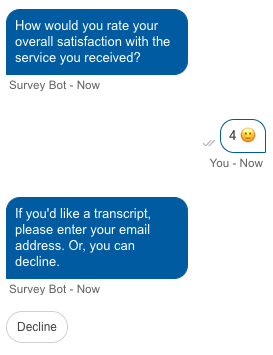 How would you rate your
overall satisfaction with the
service you received?
Survey Bot - Now
4 🙂
You - Now
If you'd like a transcript,
please enter your email
address. Or, you can
decline.
Survey Bot - Now
Decline